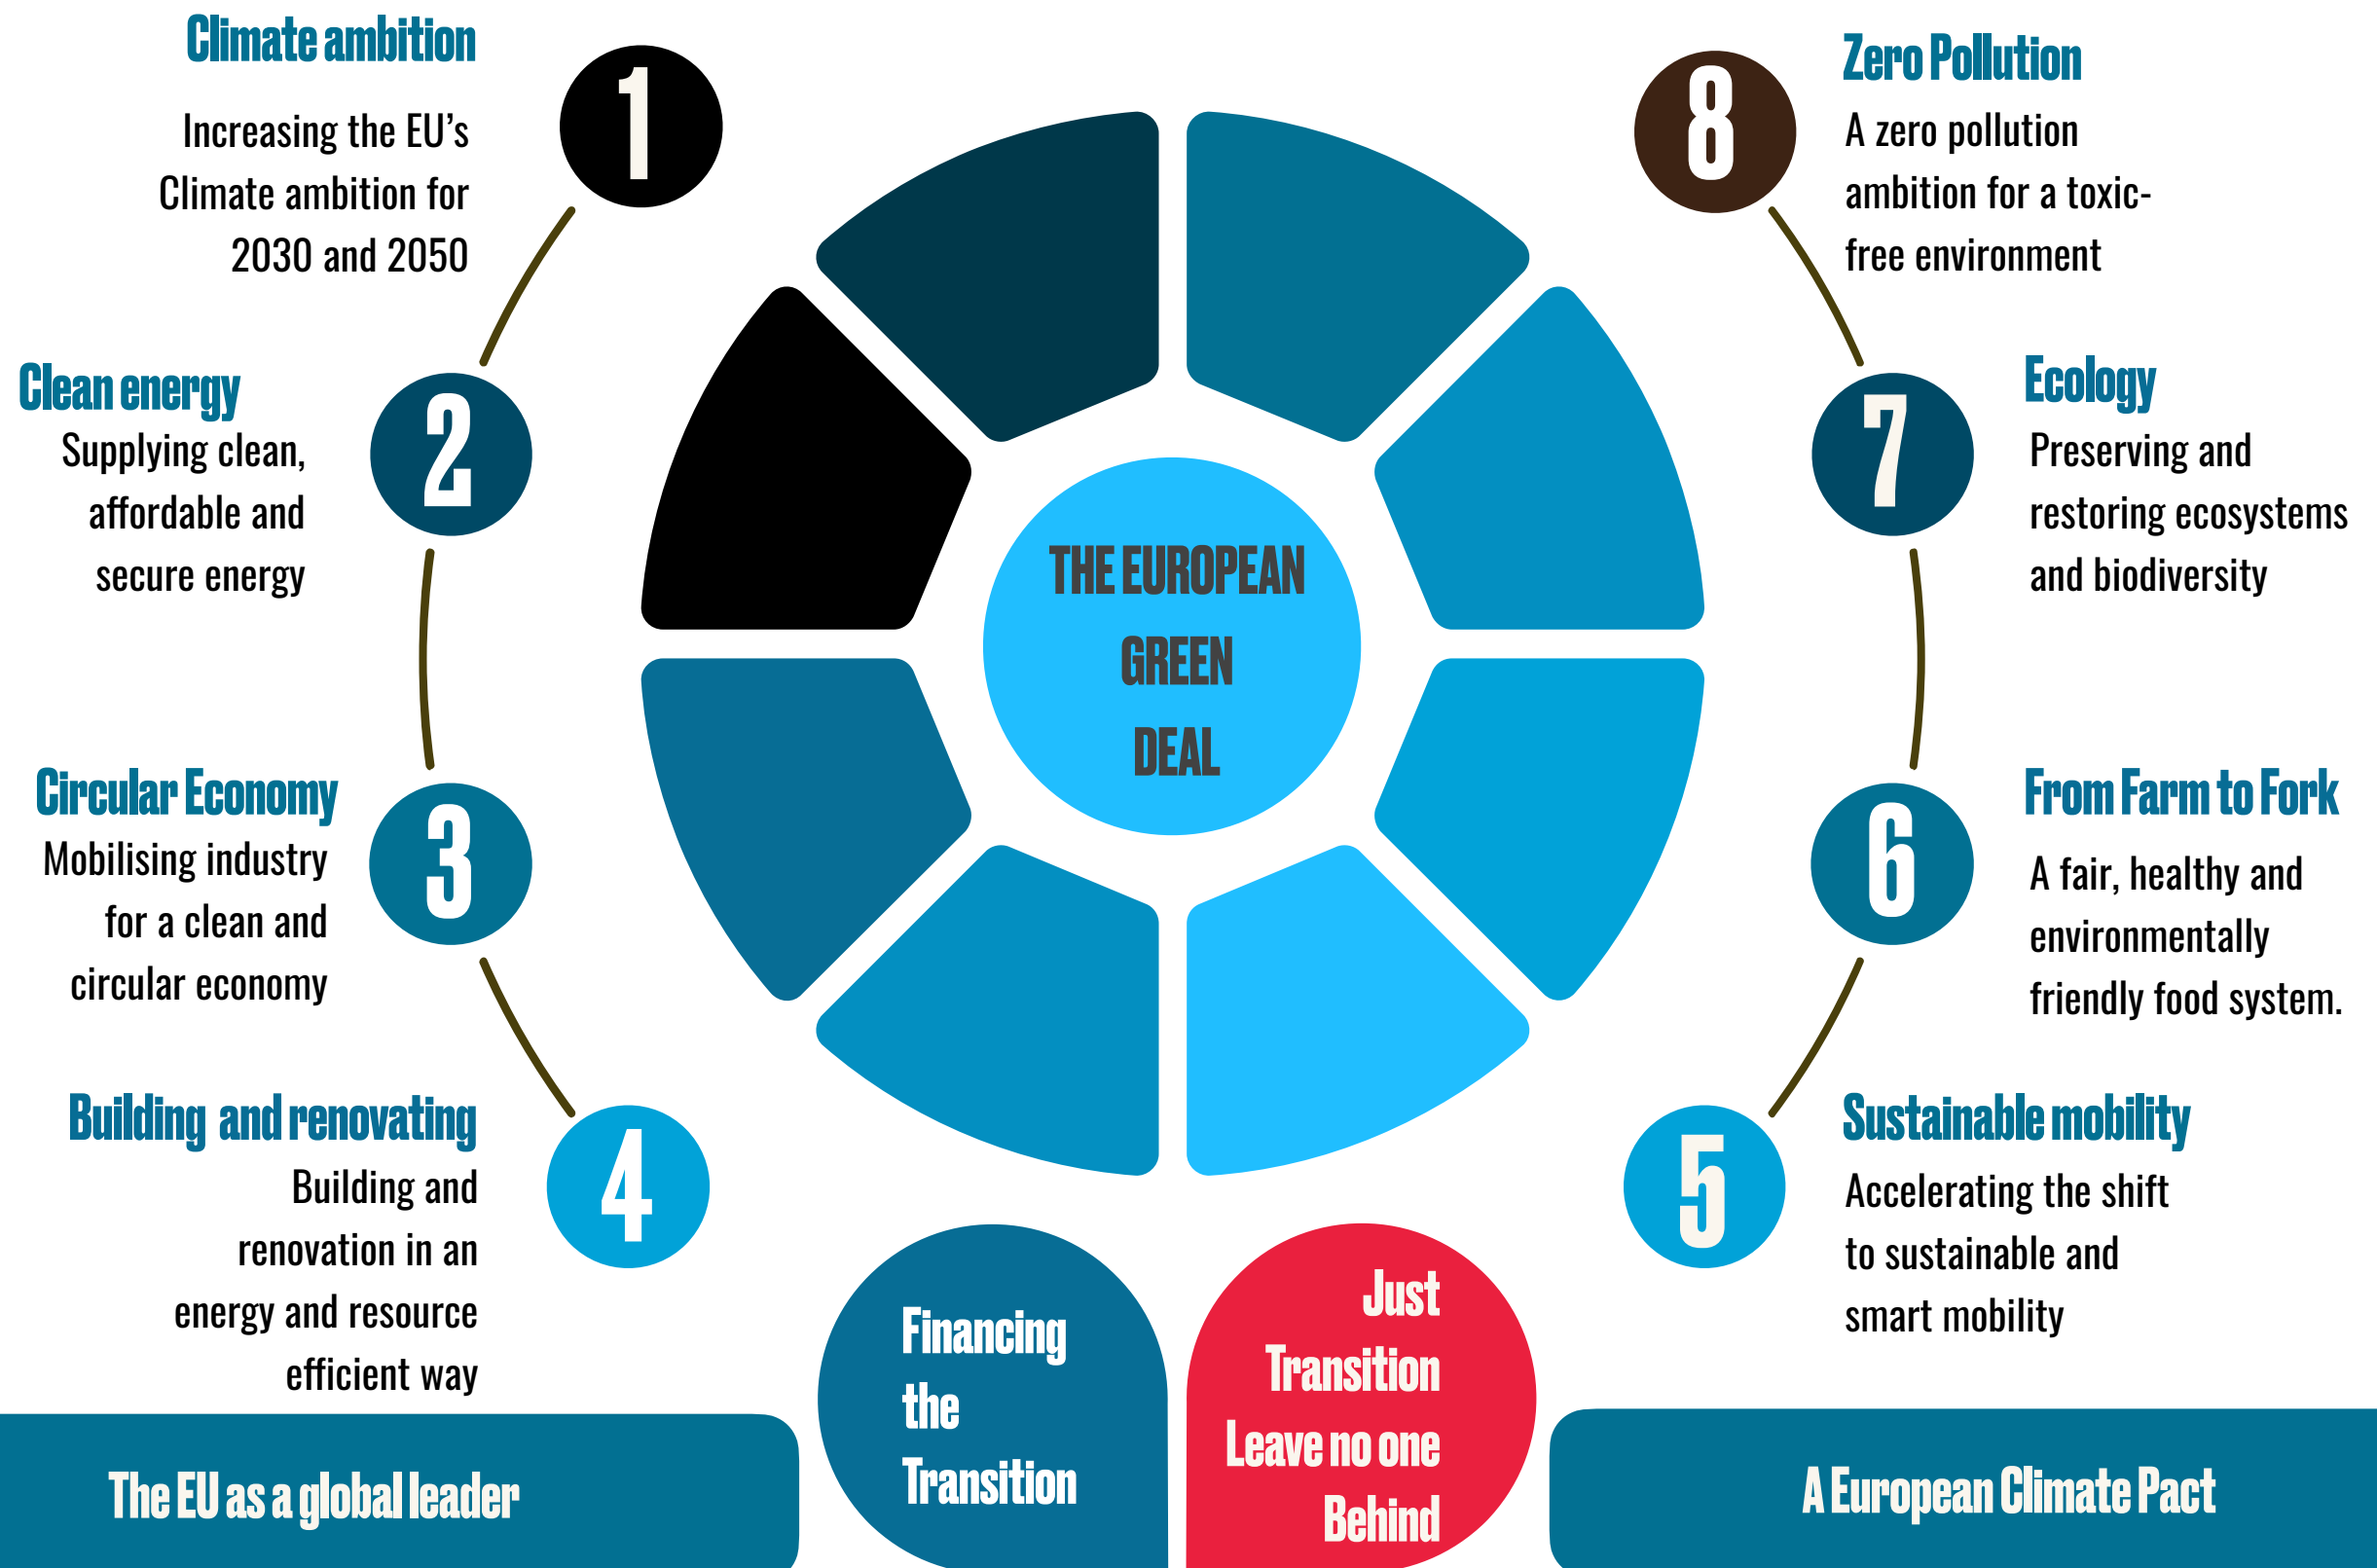 Climate ambition
1
Increasing the EU’s
Climate ambition for
2030 and 2050
Clean energy
2
Supplying clean,
affordable and
secure energy
Circular Economy
3
Mobilising industry
for a clean and
circular economy
Building and renovating
4
Building and
renovation in an
energy and resource
efficient way
THE EUROPEAN
GREEN
DEAL
8
Zero Pollution
A zero pollution
ambition for a toxic-
free environment
7
Ecology
Preserving and
restoring ecosystems
and biodiversity
6
From Farm to Fork
A fair, healthy and
environmentally
friendly food system.
5
Sustainable mobility
Accelerating the shift
to sustainable and
smart mobility
Financing
the
Transition
Just
Transition
Leave no one
Behind
The EU as a global leader
A European Climate Pact